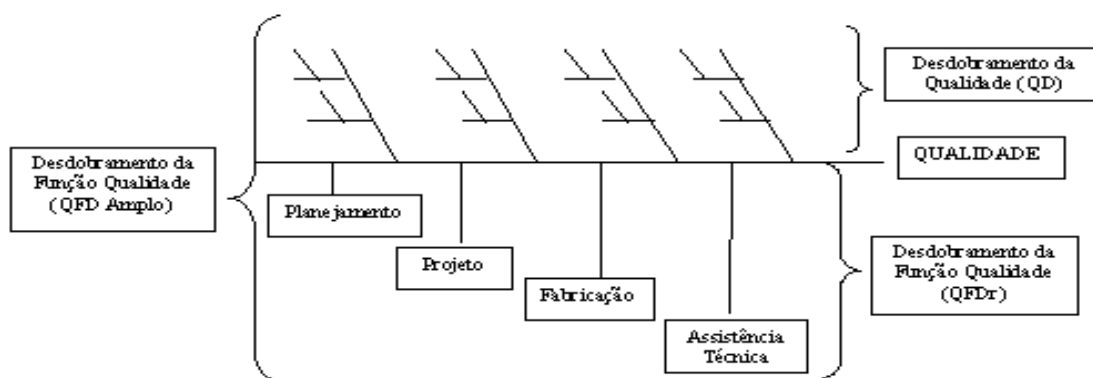 Desdobramento da
Qualidade (QD)
QUALIDADE
Desdobramento da
Função Qualidade
(QFD Amplo)
Planejamento
Projeto
Fabricação
Assistência
Técnica
Desdobramento da
Função Qualidade
(QFDr)